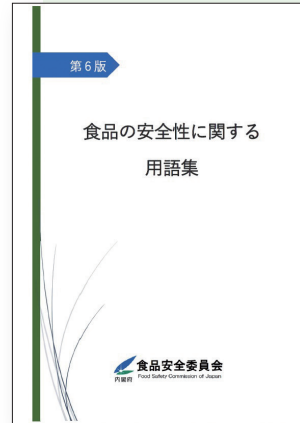 第6版
食品の安全性に関する
用語集
内閣府
食品安全委員会
Food Safety Commission of Japan